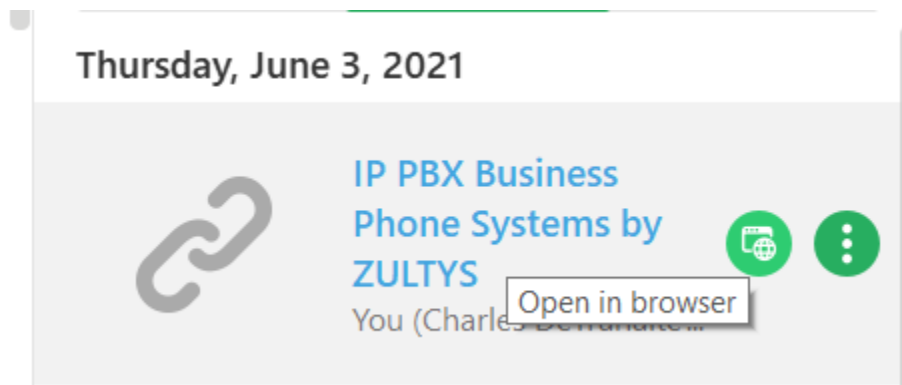 Thursday, June 3, 2021
IP PBX Business
Phone Systems by
ZULTYS
Open in browser
You (Charles